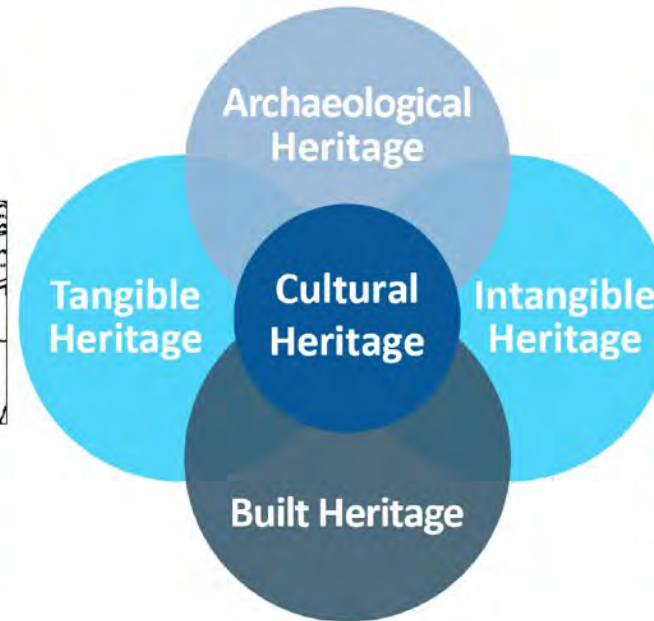 Archaeological
Heritage
Tangible
Heritage
Cultural
Heritage
Intangible
Heritage
Built Heritage